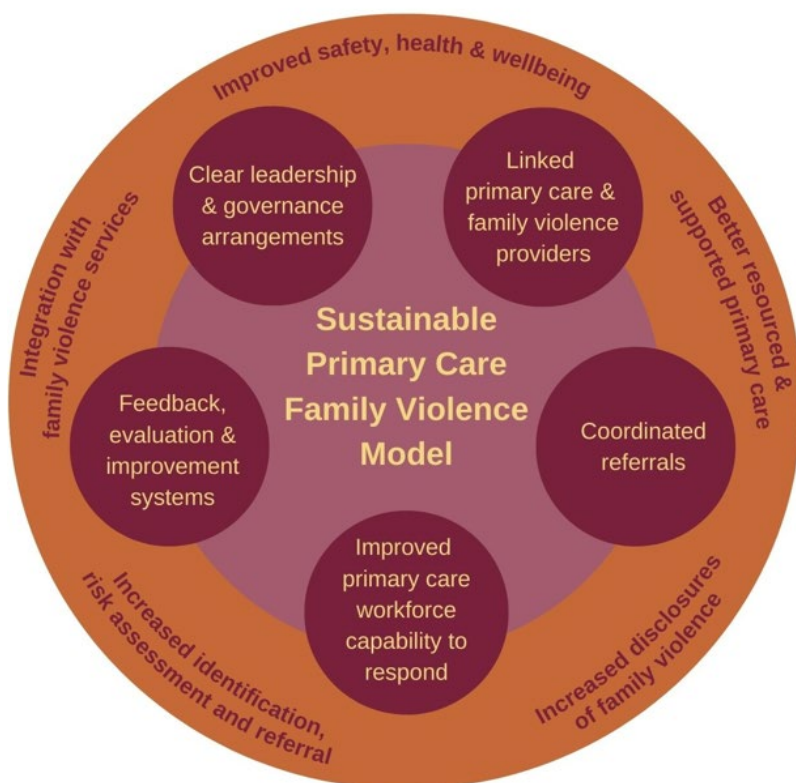 Improved safety, health & wellbeing
Clear leadership
& governance
arrangements
Linked
primary care &
family violence
providers
Integration with
family violence services
Better resourced &
supported primary care
Sustainable
Primary Care
Family Violence
Model
Feedback,
evaluation &
improvement
systems
Coordinated
referrals
Improved
primary care
workforce
capability to
respond
Increased identification,
risk assessment and referral
Increased disclosures
of family violence